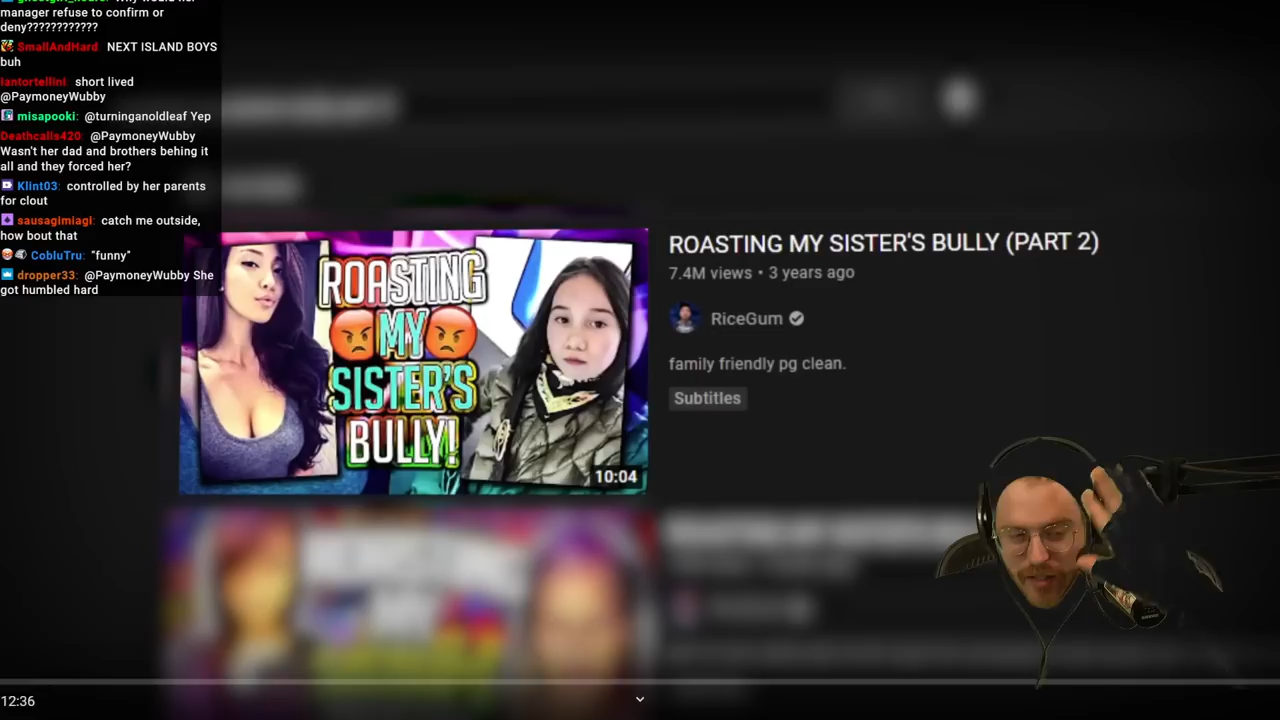 manager refuse to confirm or
deny????????????
SmallAndHard NEXT ISLAND BOYS
buh
Iantortellini short lived
@PaymoneyWubby
misapooki: @turninganoldleaf Yep
Deathcalls420 @PaymoneyWubby
Wasn't her dad and brothers behing it
all and they forced her?
Klint03: controlled by her parents
for clout
sausagimiagi: catch me outside,
how bout that
CobluTru: "funny"
dropper33: @PaymoneyWubby She
got humbled hard
ROASTING
MY
SISTER'S
BULLY!
10:04
ROASTING MY SISTER'S BULLY (PART 2)
7.4M views • 3 years ago
RiceGum
family friendly pg clean.
Subtitles
12:36